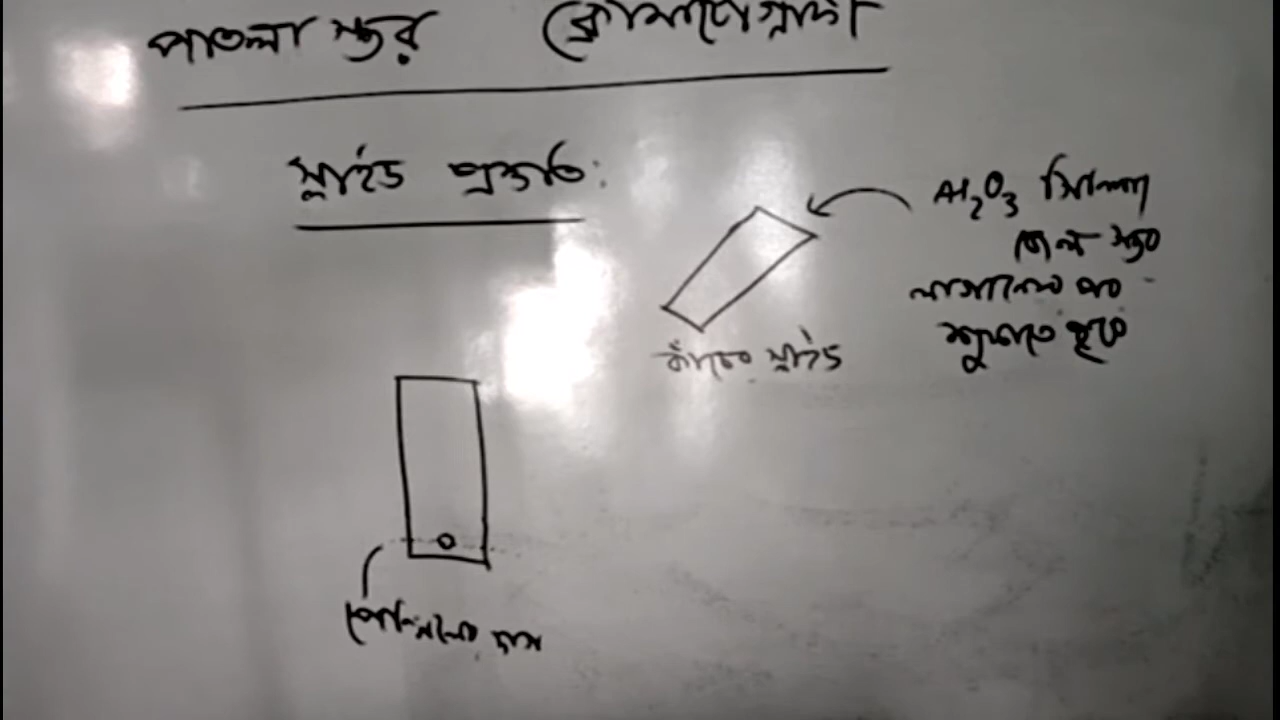 পাতলা স্তর ক্রোমাটোগ্রাফী
স্লাইড প্রস্তুতি:
Al₂O₃ সিলিকা
জেল স্তর
লাগানোর পর
শুকাতে হবে
কাঁচের স্লাইড
পেন্সিলের দাগ